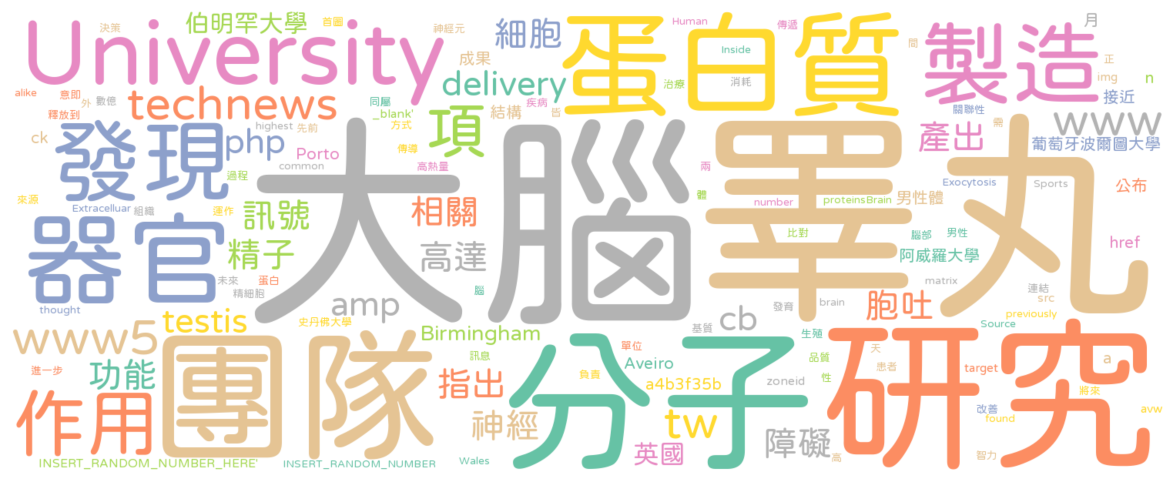 伯明罕大學 首圖 神經元 決策 細胞 Human 傳遞 間 月
University 成果 delivery 蛋白質 Inside 治療 消耗 製造 正 img n
alike 意即 外 數億 technews 同屬 _blank' 疾病 皆 接近
釋放到 方式 結構 關聯性 需 www
ck 發現 php highest 先前 項 產出 葡萄牙波爾圖大學
Porto common 傳導 高熱量 兩
過程 大腦睪丸
來源 Extracelluar 組織 運作 體 number proteinsBrain 男性體 Exocytosis Sports 公布
器官 訊號 相關 比對 腦部 男性
精子 高達 阿威羅大學 href
未來 蛋白 腦 matrix 連結
精細胞 src
thought amp 發育 brain 胞吐 previously
testis 史丹佛大學 基質 cb Source
www5 Birmingham 訊息 生殖
單位 天 a
進一步 功能 指出 負責 Aveiro 品質 患者 target
a4b3f35b zoneid 性 將來
作用 團隊 分子 研究 改善 avw
神經 tw found
英國 障礙 高 智力
INSERT_RANDOM_NUMBER_HERE' INSERT_RANDOM_NUMBER Wales